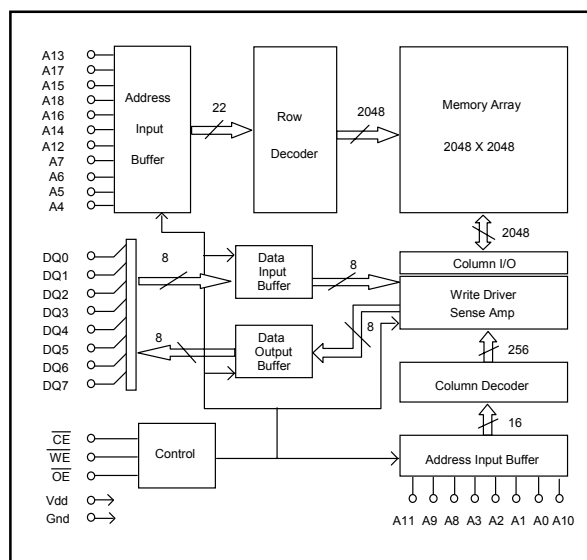 A13
A17
A15
A18
A16
A14
A12
A7
A6
A5
A4
Address
Input
Buffer
22
Row
Decoder
2048
Memory Array
2048 X 2048
2048
DQ0
DQ1
DQ2
DQ3
DQ4
DQ5
DQ6
DQ7
8
Data
Input
Buffer
8
Column I/O
Write Driver
Sense Amp
8
Data
Output
Buffer
8
256
Column Decoder
16
CE
WE
OE
Control
Address Input Buffer
Vdd
Gnd
A11 A9 A8 A3 A2 A1 A0 A10